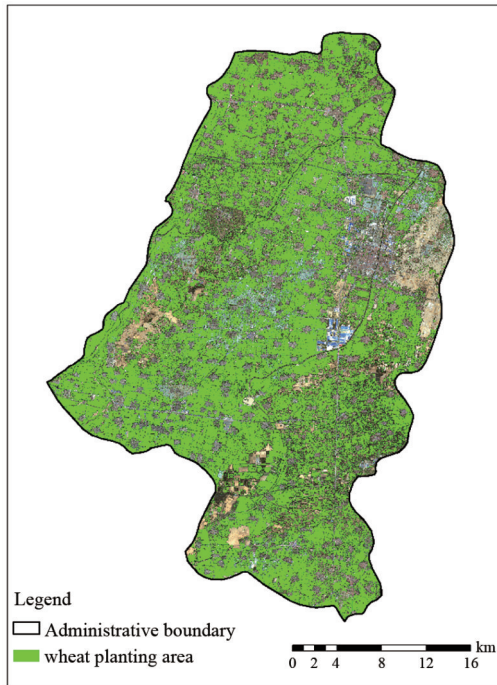 Legend
Administrative boundary
wheat planting area
km
0 2 4 8 12 16